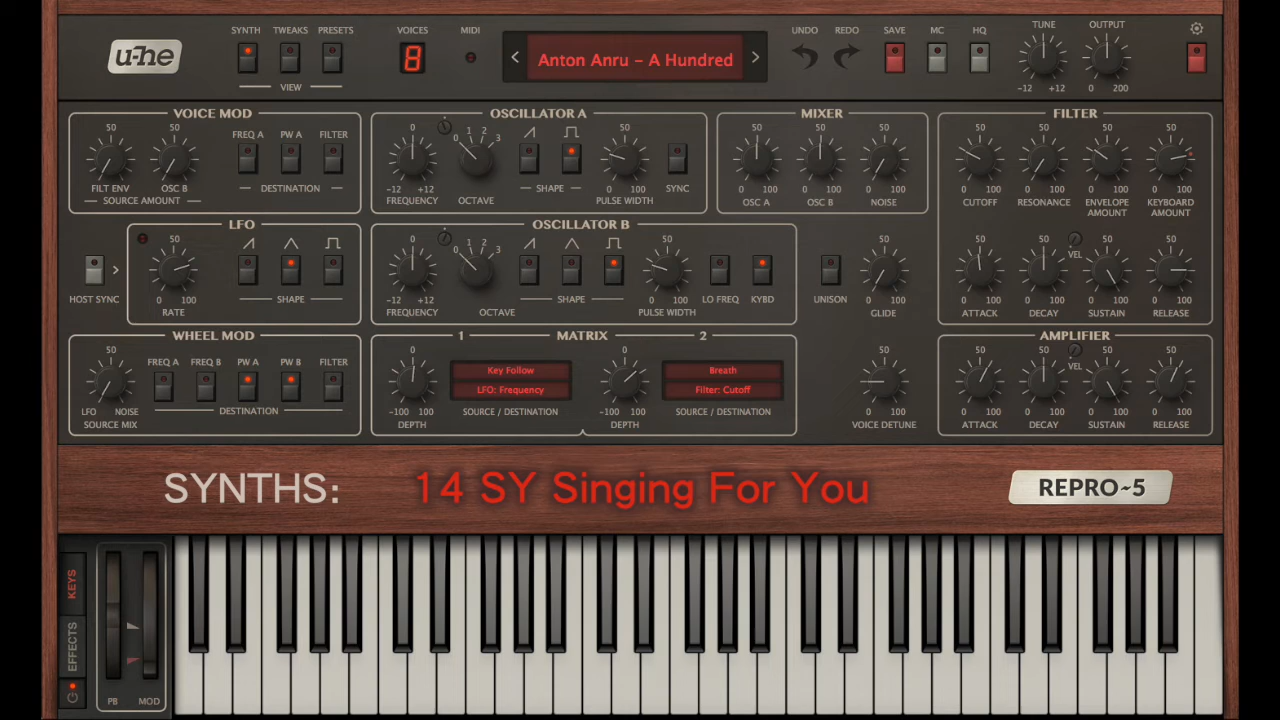 SYNTH TWEAKS PRESETS VOICES MIDI UNDO REDO SAVE MC HQ TUNE OUTPUT
u-he 8 < Anton Anru – A Hundred >
VIEW -12 +12 0 200
VOICE MOD
50 50 FREQ A PW A FILTER
FILT ENV OSC B DESTINATION
SOURCE AMOUNT
OSCILLATOR A
0 0 1 2 3 50
-12 +12 0 100
FREQUENCY OCTAVE SHAPE PULSE WIDTH SYNC
MIXER
50 50 50
0 100 0 100 0 100
OSC A OSC B NOISE
FILTER
50 50 50 50
0 100 0 100 0 100 0 100
CUTOFF RESONANCE ENVELOPE AMOUNT KEYBOARD AMOUNT
50 50 VEL 50 50
0 100 0 100 0 100 0 100
ATTACK DECAY SUSTAIN RELEASE
HOST SYNC >
LFO
50
0 100
RATE SHAPE
OSCILLATOR B
0 0 1 2 3 50
-12 +12 0 100
FREQUENCY OCTAVE SHAPE PULSE WIDTH LO FREQ KYBD
UNISON
50
0 100
GLIDE
WHEEL MOD
50 FREQ A FREQ B PW A PW B FILTER
LFO NOISE DESTINATION
SOURCE MIX
1 MATRIX 2
0 Key Follow 0 Breath
LFO: Frequency Filter: Cutoff
-100 100 SOURCE / DESTINATION -100 100 SOURCE / DESTINATION
DEPTH DEPTH
50
0 100
VOICE DETUNE
AMPLIFIER
50 50 VEL 50 50
0 100 0 100 0 100 0 100
ATTACK DECAY SUSTAIN RELEASE
SYNTHS: 14 SY Singing For You REPRO~5
KEYS
EFFECTS
PB MOD